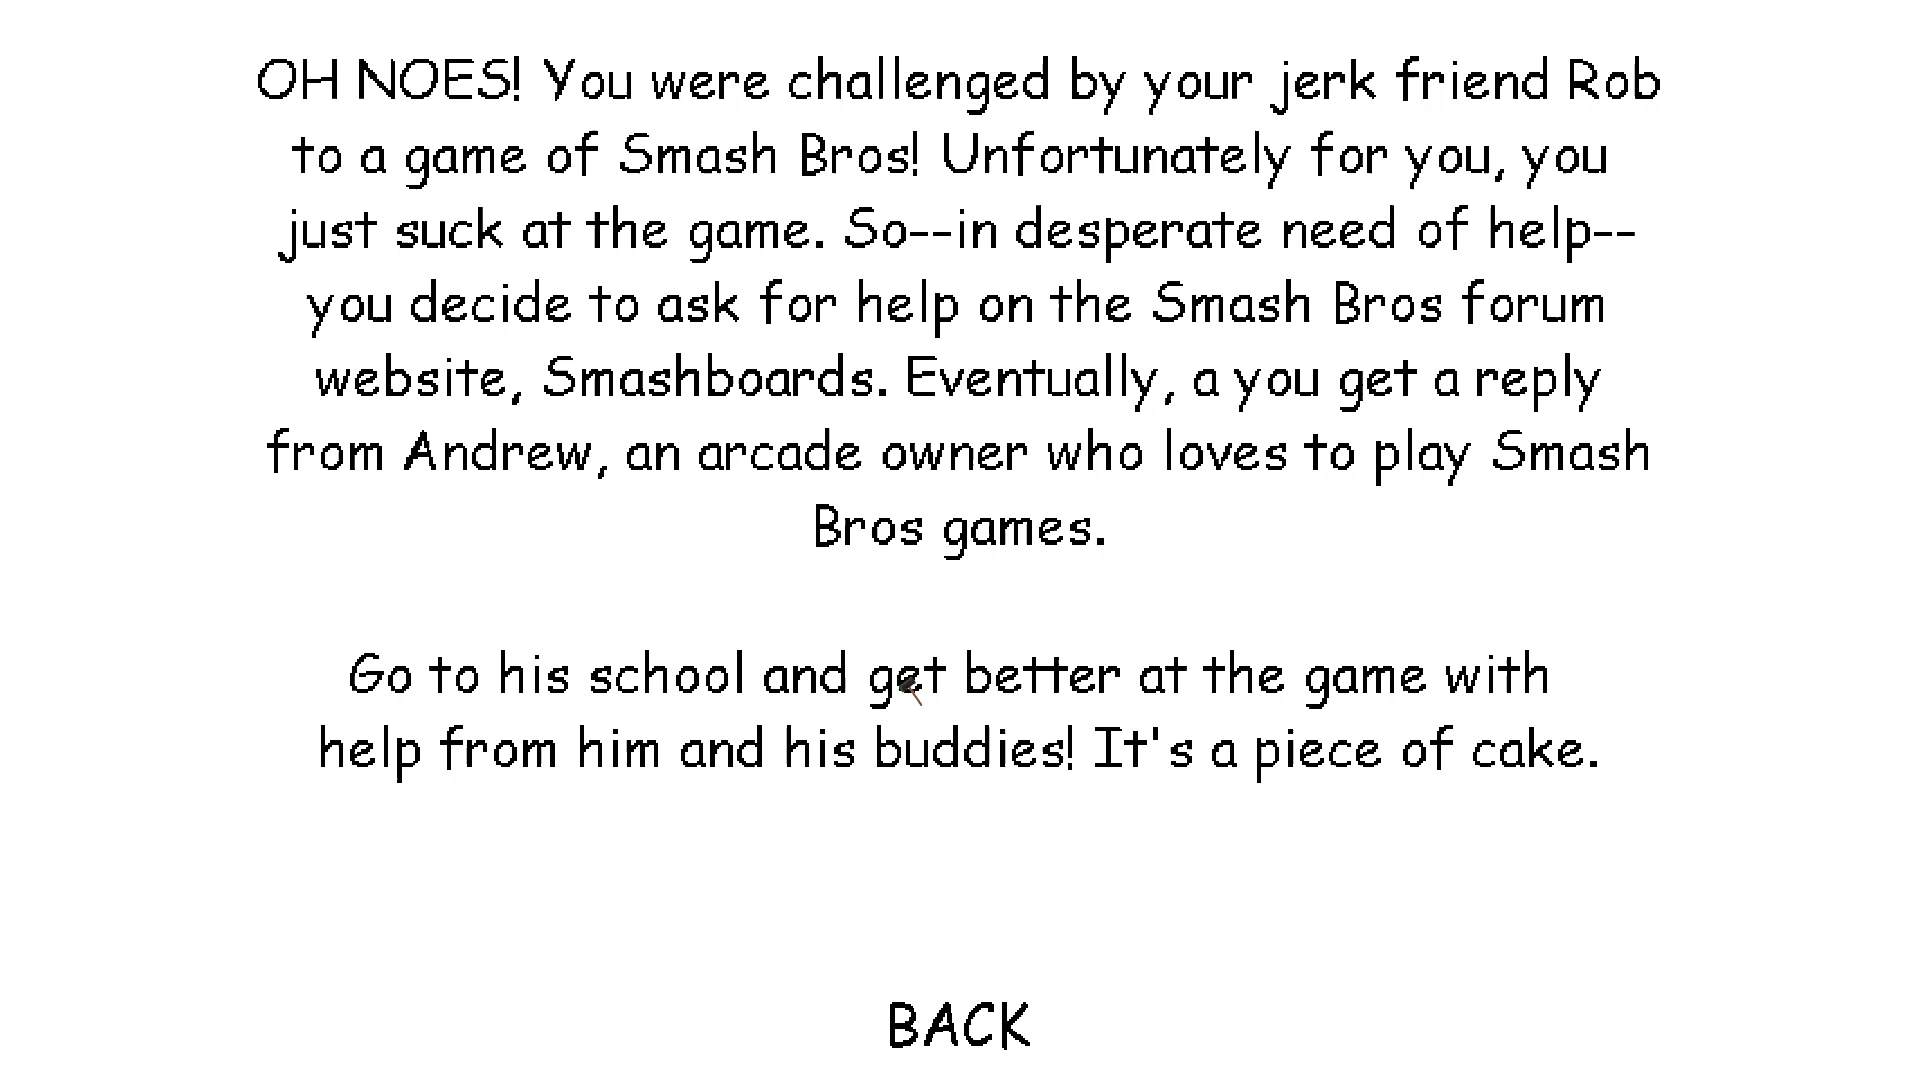 OH NOES! You were challenged by your jerk friend Rob
to a game of Smash Bros! Unfortunately for you, you
just suck at the game. So--in desperate need of help--
you decide to ask for help on the Smash Bros forum
website, Smashboards. Eventually, a you get a reply
from Andrew, an arcade owner who loves to play Smash
Bros games.
Go to his school and get better at the game with
help from him and his buddies! It's a piece of cake.
BACK